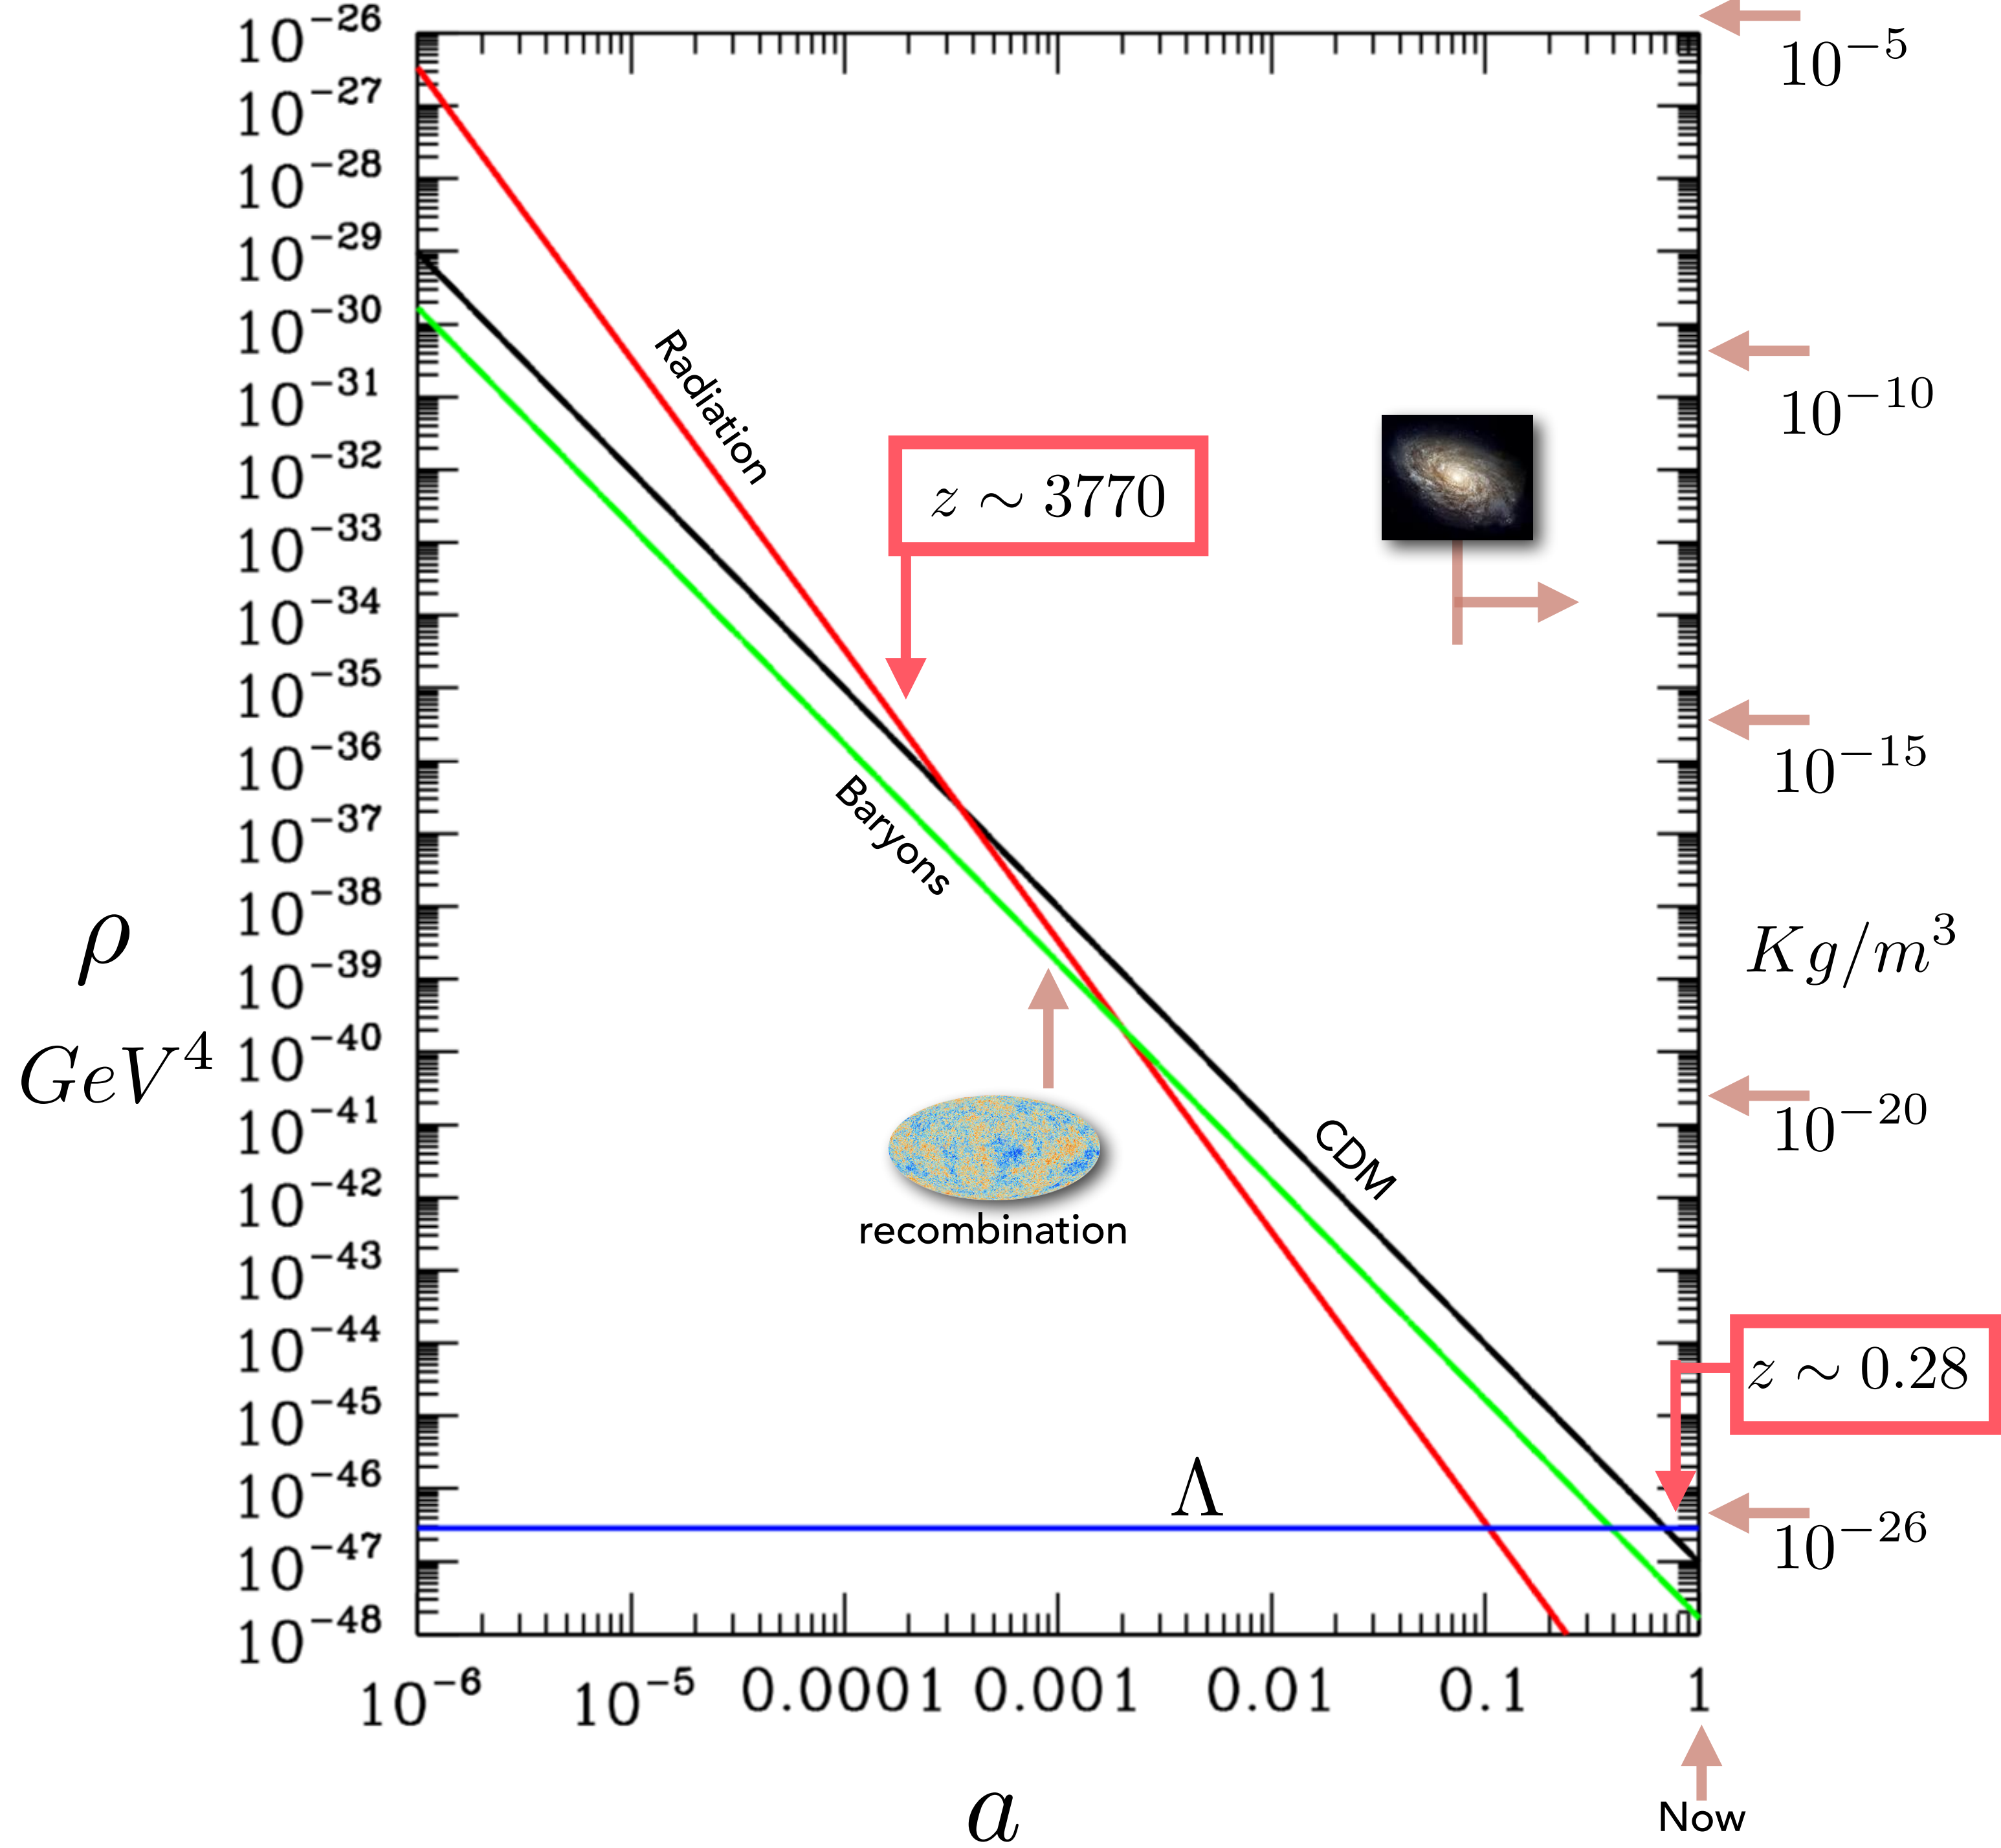 10⁻²⁶
10⁻²⁷
10⁻²⁸
10⁻²⁹
10⁻³⁰
10⁻³¹
10⁻³²
10⁻³³
10⁻³⁴
10⁻³⁵
10⁻³⁶
10⁻³⁷
10⁻³⁸
10⁻³⁹
10⁻⁴⁰
10⁻⁴¹
10⁻⁴²
10⁻⁴³
10⁻⁴⁴
10⁻⁴⁵
10⁻⁴⁶
10⁻⁴⁷
10⁻⁴⁸
ρ
GeV⁴
Radiation
z ∼ 3770
Baryons
recombination
CDM
Λ
10⁻⁵
10⁻¹⁰
10⁻¹⁵
Kg/m³
10⁻²⁰
z ∼ 0.28
10⁻²⁶
10⁻⁶ 10⁻⁵ 0.0001 0.001 0.01 0.1 1
a
Now